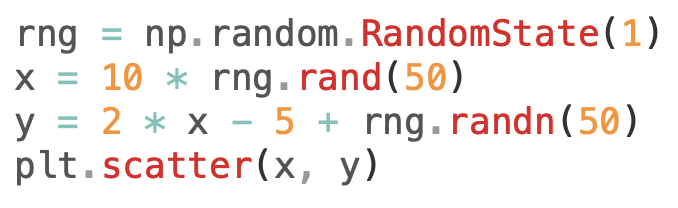 rng = np.random.RandomState(1)
x = 10 * rng.rand(50)
y = 2 * x - 5 + rng.randn(50)
plt.scatter(x, y)